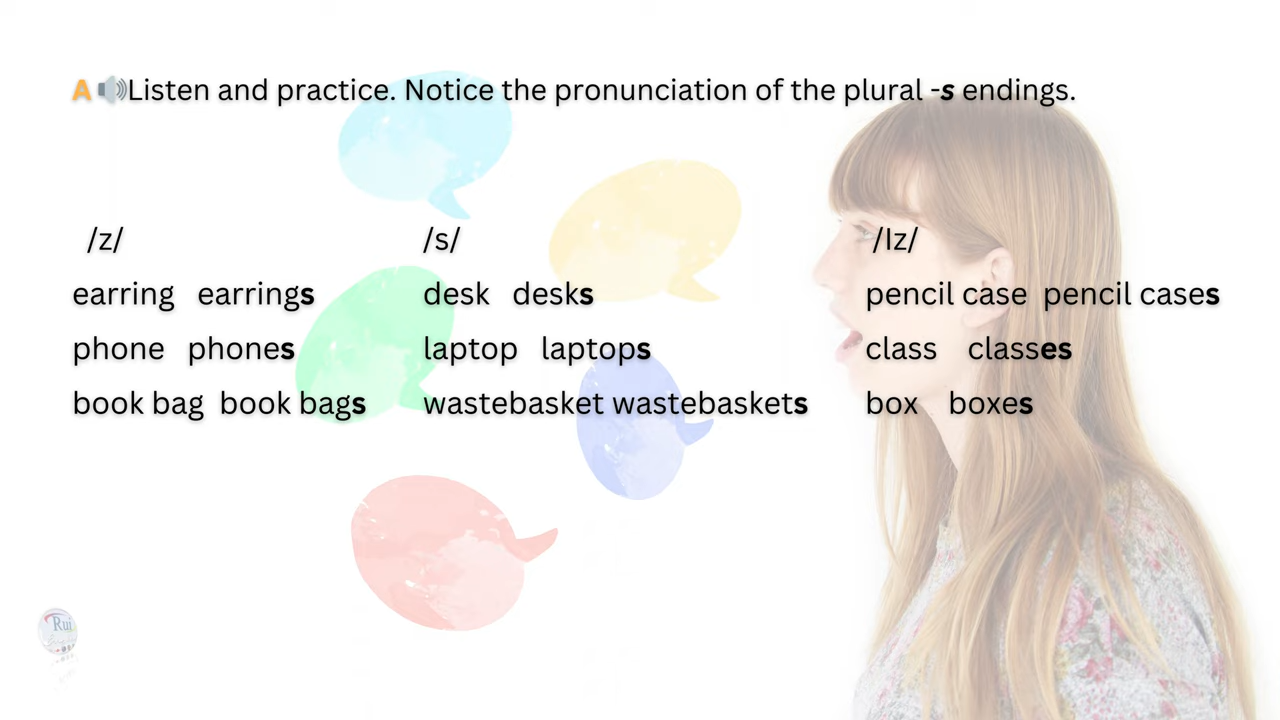 A Listen and practice. Notice the pronunciation of the plural -s endings.
/z/ /s/ /Iz/
earring earrings desk desks pencil case pencil cases
phone phones laptop laptops class classes
book bag book bags wastebasket wastebaskets box boxes
Rui